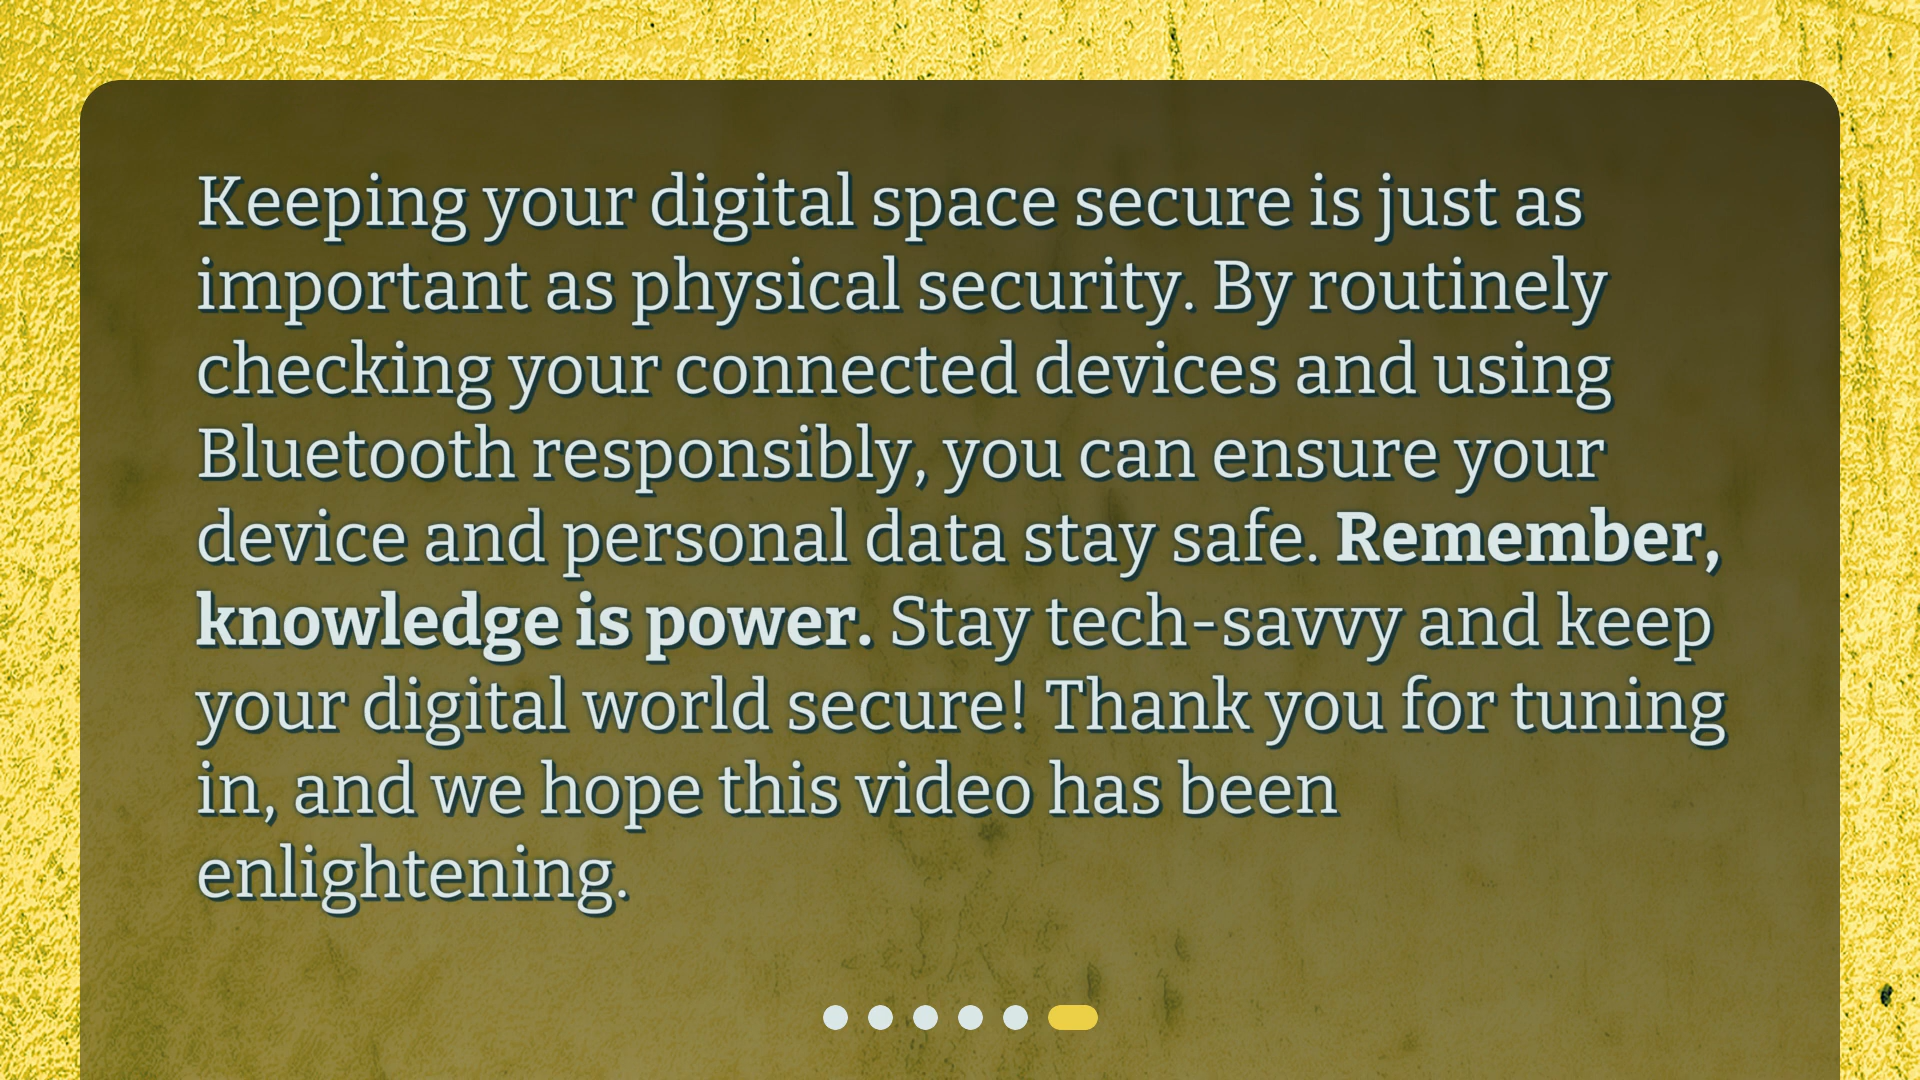 Keeping your digital space secure is just as
important as physical security. By routinely
checking your connected devices and using
Bluetooth responsibly, you can ensure your
device and personal data stay safe. Remember,
knowledge is power. Stay tech-savvy and keep
your digital world secure! Thank you for tuning
in, and we hope this video has been
enlightening.